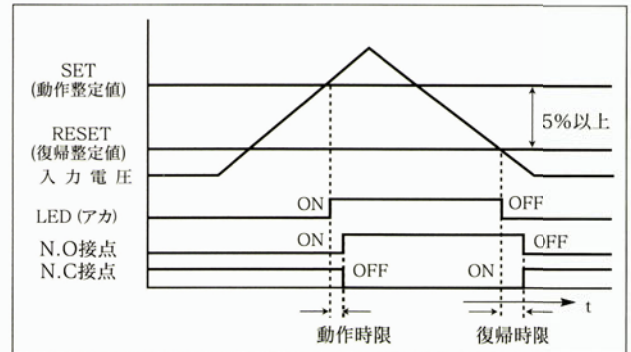 SET
(動作整定値)
5%以上
RESET
(復帰整定値)
入力電圧
ON OFF
LED (アカ)
ON OFF
N.O接点
N.C接点 OFF ON
t
動作時限 復帰時限